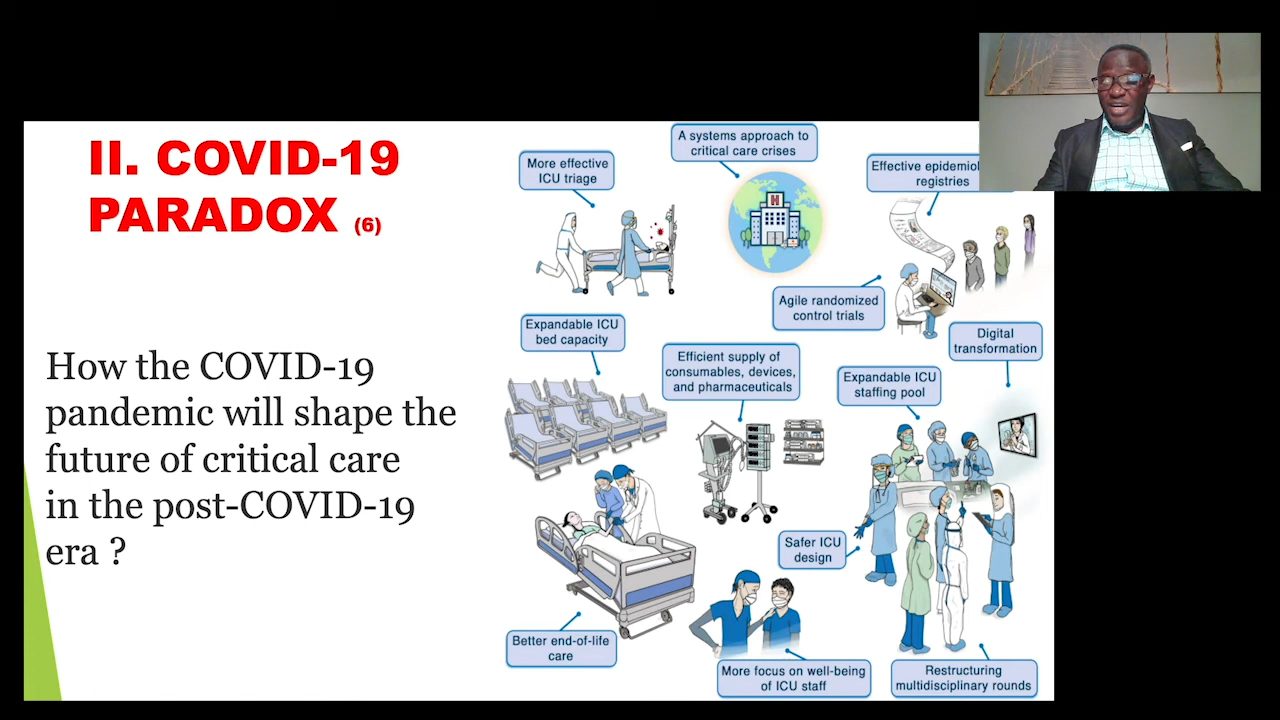 II. COVID-19
PARADOX (6)
How the COVID-19
pandemic will shape the
future of critical care
in the post-COVID-19
era ?
A systems approach to
critical care crises
More effective
ICU triage
Effective
registries
H
Agile randomized
control trials
Expandable ICU
bed capacity
Digital
transformation
Efficient supply of
consumables, devices,
and pharmaceuticals
Expandable ICU
staffing pool
Safer ICU
design
Better end-of-life
care
More focus on well-being
of ICU staff
Restructuring
multidisciplinary rounds